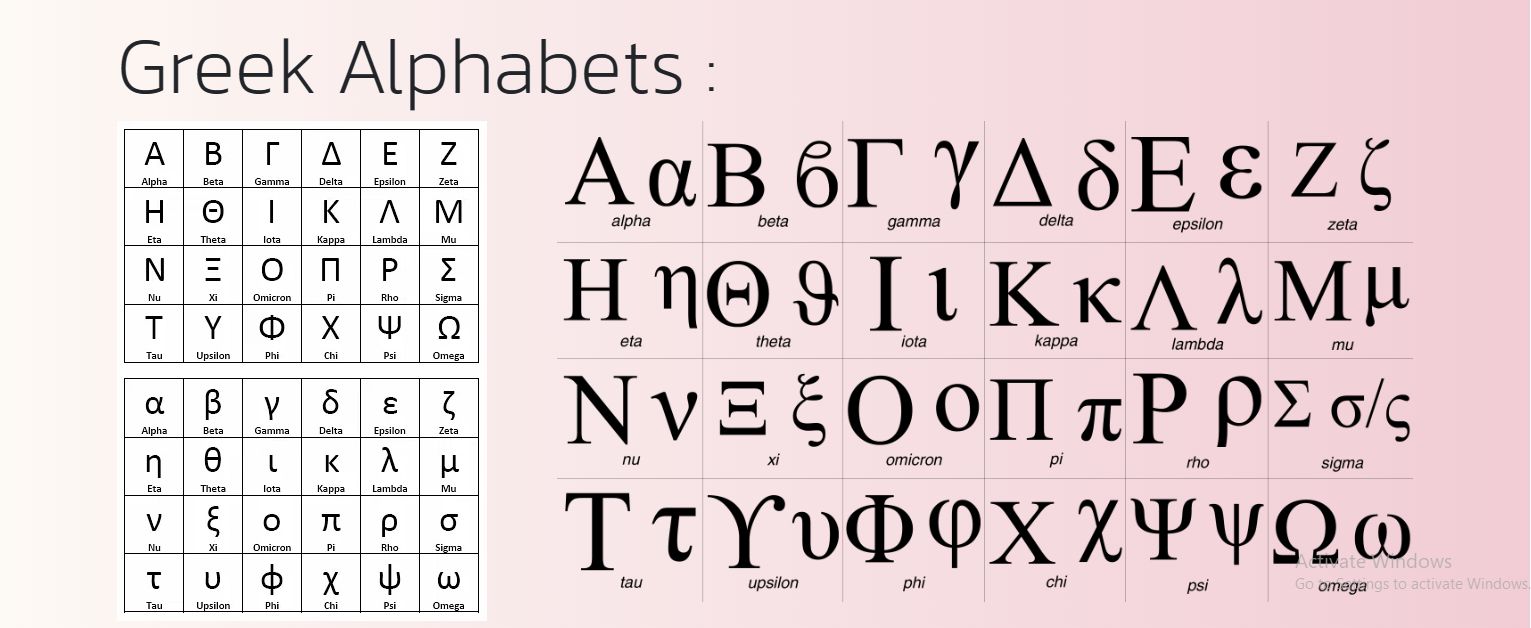 Greek Alphabets :
Α Β Γ Δ Ε Ζ
Alpha Beta Gamma Delta Epsilon Zeta
Η Θ Ι Κ Λ Μ
Eta Theta Iota Kappa Lambda Mu
Ν Ξ Ο Π Ρ Σ
Nu Xi Omicron Pi Rho Sigma
Τ Υ Φ Χ Ψ Ω
Tau Upsilon Phi Chi Psi Omega
α β γ δ ε ζ
Alpha Beta Gamma Delta Epsilon Zeta
η θ ι κ λ μ
Eta Theta Iota Kappa Lambda Mu
ν ξ ο π ρ σ
Nu Xi Omicron Pi Rho Sigma
τ υ φ χ ψ ω
Tau Upsilon Phi Chi Psi Omega
Α α Β ϐ Γ γ Δ δ Ε ε Ζ ζ
alpha beta gamma delta epsilon zeta
Η η Θ ϑ Ι ι Κ κ Λ λ Μ μ
eta theta iota kappa lambda mu
Ν ν Ξ ξ Ο ο Π π Ρ ρ Σ σ/ς
nu xi omicron pi rho sigma
Τ τ ϒ υ Φ φ Χ χ Ψ ψ Ω ω
tau upsilon phi chi psi omega
Activate Windows
Go to Settings to activate Windows.